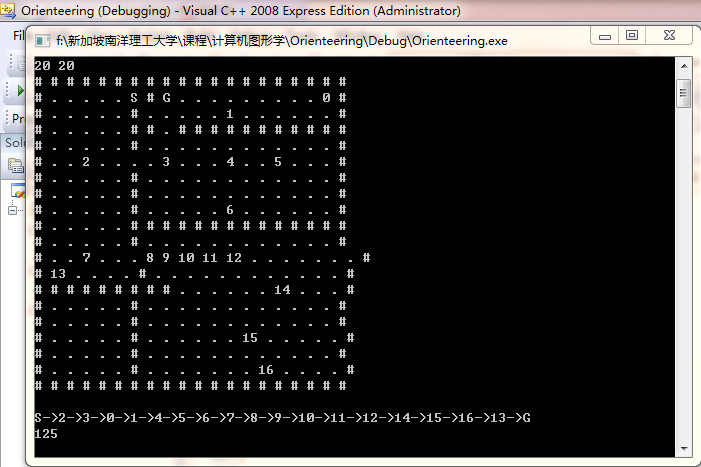 Orienteering (Debugging) - Visual C++ 2008 Express Edition (Administrator)
f:\新加坡南洋理工大学\课程\计算机图形学\Orienteering\Debug\Orienteering.exe
20 20
# # # # # # # # # # # # # # # # # # # #
# . . . . . S # G . . . . . . . . . 0 #
# . . . . . # . . . . . 1 . . . . . . #
# . . . . . # # . # # # # # # # # # # #
# . . . . . # . . . . . . . . . . . . #
# . . 2 . . . . 3 . . . 4 . . 5 . . . #
# . . . . . # . . . . . . . . . . . . #
# . . . . . # . . . . . . . . . . . . #
# . . . . . # . . . . . 6 . . . . . . #
# . . . . . # # # # # # # # # # # # # #
# . . . . . # . . . . . . . . . . . . #
# . . 7 . . . 8 9 10 11 12 . . . . . . . #
# 13 . . . . # . . . . . . . . . . . . #
# # # # # # # # # . . . . . . 14 . . . #
# . . . . . # . . . . . . . . . . . . #
# . . . . . # . . . . . . . . . . . . #
# . . . . . # . . . . . . 15 . . . . . #
# . . . . . # . . . . . . . . . . . . #
# . . . . . # . . . . . . . 16 . . . . #
# # # # # # # # # # # # # # # # # # # #
S->2->3->0->1->4->5->6->7->8->9->10->11->12->14->15->16->13->G
125